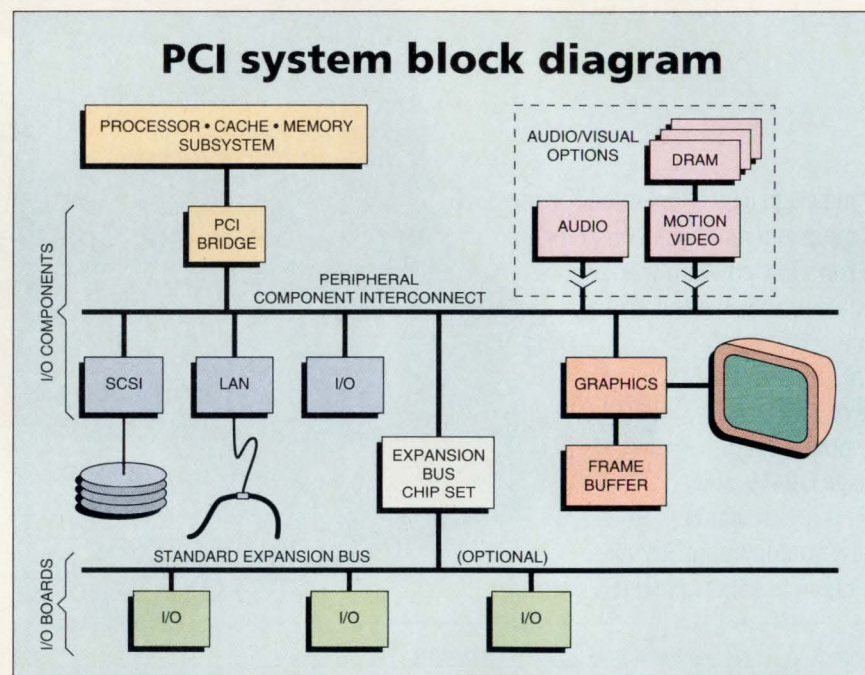 PCI system block diagram
PROCESSOR • CACHE • MEMORY
SUBSYSTEM
AUDIO/VISUAL
OPTIONS
DRAM
PCI
BRIDGE
AUDIO
MOTION
VIDEO
PERIPHERAL
COMPONENT INTERCONNECT
I/O COMPONENTS
SCSI
LAN
I/O
GRAPHICS
EXPANSION
BUS
CHIP SET
FRAME
BUFFER
STANDARD EXPANSION BUS
(OPTIONAL)
I/O BOARDS
I/O
I/O
I/O